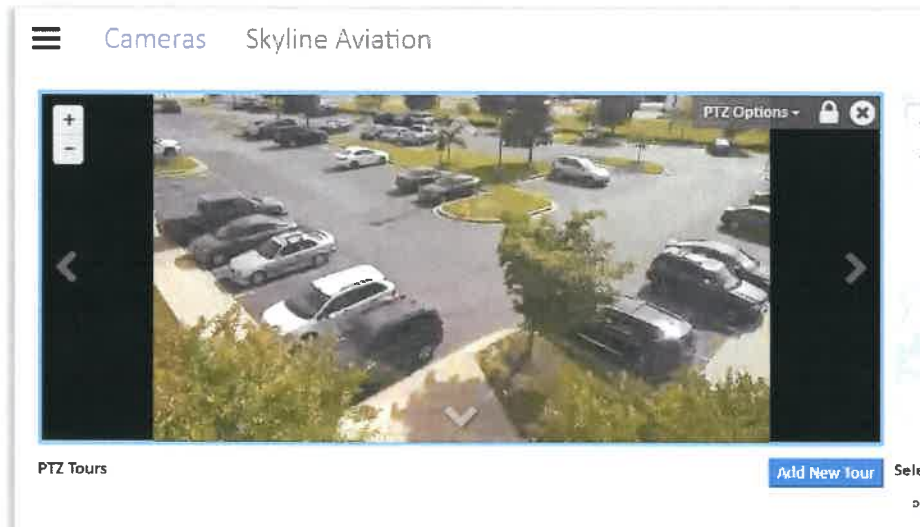 Cameras Skyline Aviation
+
PTZ Options
-
PTZ Tours
Add New Tour